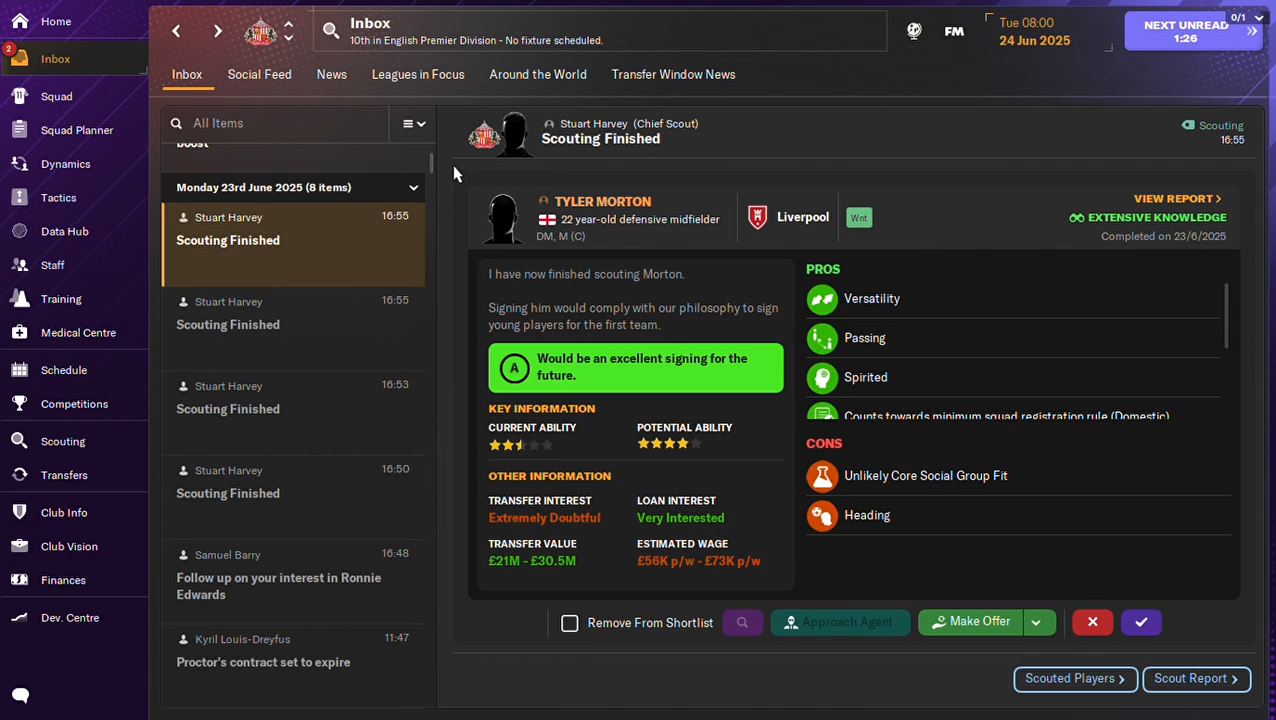 Home
2
Inbox
Squad
Squad Planner
Dynamics
Tactics
Data Hub
Staff
Training
Medical Centre
Schedule
Competitions
Scouting
Transfers
Club Info
Club Vision
Finances
Dev. Centre
Inbox
10th in English Premier Division - No fixture scheduled.
FM
Tue 08:00
24 Jun 2025
0/1
NEXT UNREAD
1:26
Inbox
Social Feed
News
Leagues in Focus
Around the World
Transfer Window News
All Items
boost
Monday 23rd June 2025 (8 items)
Stuart Harvey 16:55
Scouting Finished
Stuart Harvey 16:55
Scouting Finished
Stuart Harvey 16:53
Scouting Finished
Stuart Harvey 16:50
Scouting Finished
Samuel Barry 16:48
Follow up on your interest in Ronnie
Edwards
Kyril Louis-Dreyfus 11:47
Proctor's contract set to expire
Stuart Harvey (Chief Scout)
Scouting Finished
Scouting
16:55
TYLER MORTON
22 year-old defensive midfielder
DM, M (C)
Liverpool
Wnt
VIEW REPORT >
EXTENSIVE KNOWLEDGE
Completed on 23/6/2025
I have now finished scouting Morton.
Signing him would comply with our philosophy to sign
young players for the first team.
A
Would be an excellent signing for the
future.
KEY INFORMATION
CURRENT ABILITY
POTENTIAL ABILITY
OTHER INFORMATION
TRANSFER INTEREST
Extremely Doubtful
LOAN INTEREST
Very Interested
TRANSFER VALUE
£21M - £30.5M
ESTIMATED WAGE
£56K p/w - £73K p/w
PROS
Versatility
Passing
Spirited
Counts towards minimum squad registration rule (Domestic)
CONS
Unlikely Core Social Group Fit
Heading
Remove From Shortlist
Approach Agent
Make Offer
Scouted Players >
Scout Report >